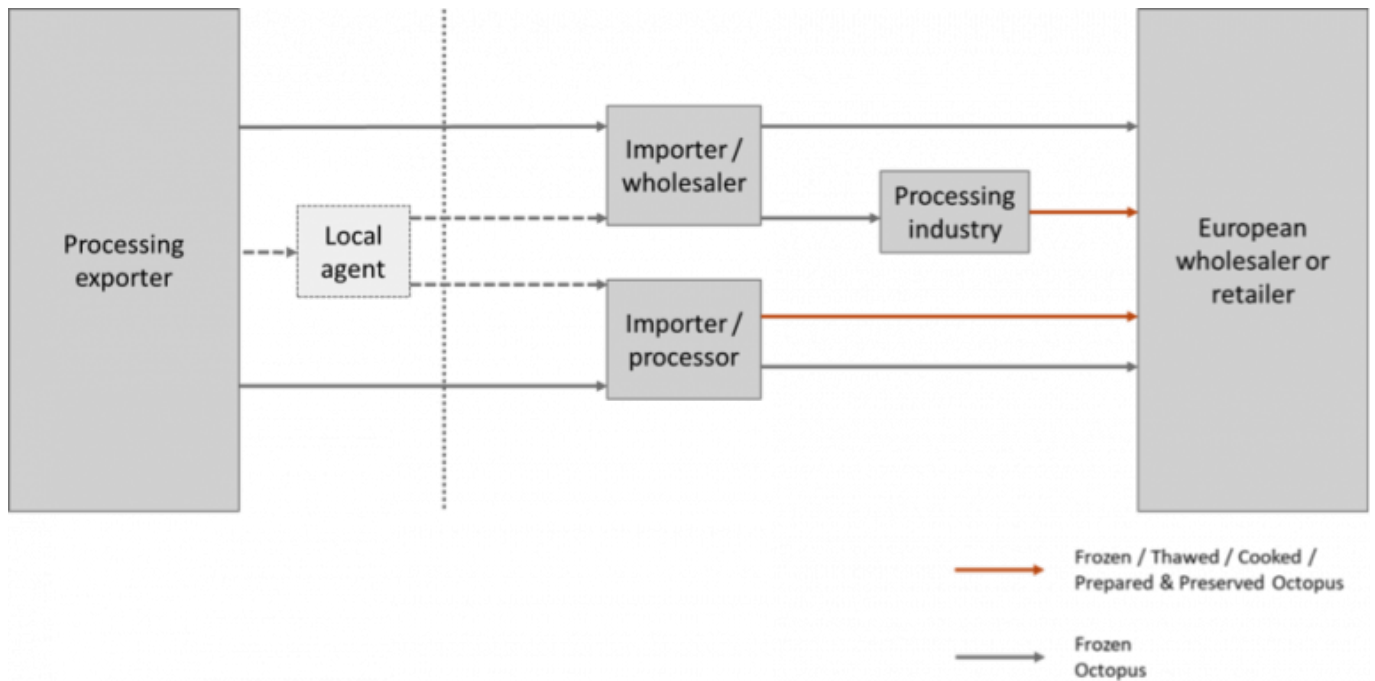 Processing
exporter
Local
agent
Importer /
wholesaler
Importer /
processor
Processing
industry
European
wholesaler or
retailer
Frozen / Thawed / Cooked /
Prepared & Preserved Octopus
Frozen
Octopus